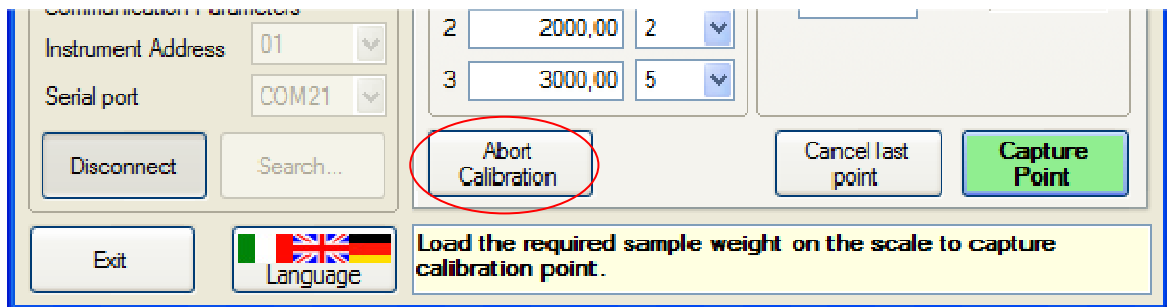 Communication Parameters
Instrument Address 01
Serial port COM21
Disconnect Search...
2 2000,00 2
3 3000,00 5
Abort
Calibration
Cancel last
point
Capture
Point
Exit
Language
Load the required sample weight on the scale to capture
calibration point.